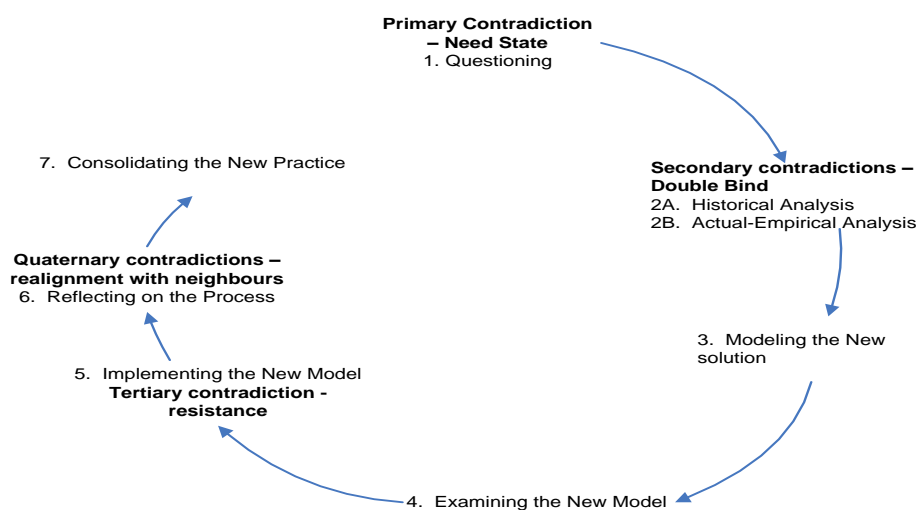 Primary Contradiction
– Need State
1. Questioning
Secondary contradictions –
Double Bind
2A. Historical Analysis
2B. Actual-Empirical Analysis
3. Modeling the New
solution
4. Examining the New Model
5. Implementing the New Model
Tertiary contradiction -
resistance
Quaternary contradictions –
realignment with neighbours
6. Reflecting on the Process
7. Consolidating the New Practice